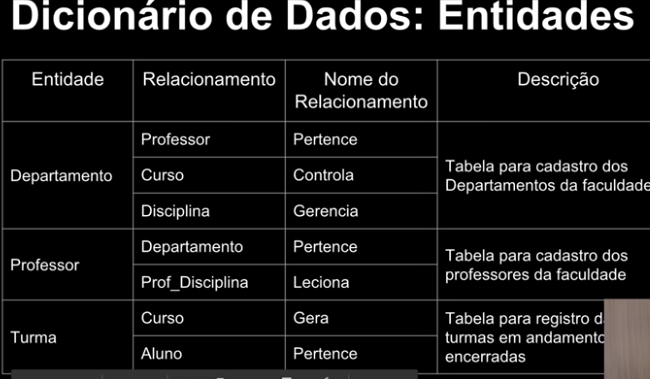 Dicionário de Dados: Entidades
Entidade Relacionamento Nome do Relacionamento Descrição
Departamento
Professor Pertence
Curso Controla
Disciplina Gerencia
Tabela para cadastro dos
Departamentos da faculdade
Professor
Departamento Pertence
Prof_Disciplina Leciona
Tabela para cadastro dos
professores da faculdade
Turma
Curso Gera
Aluno Pertence
Tabela para registro
turmas em andamento
encerradas